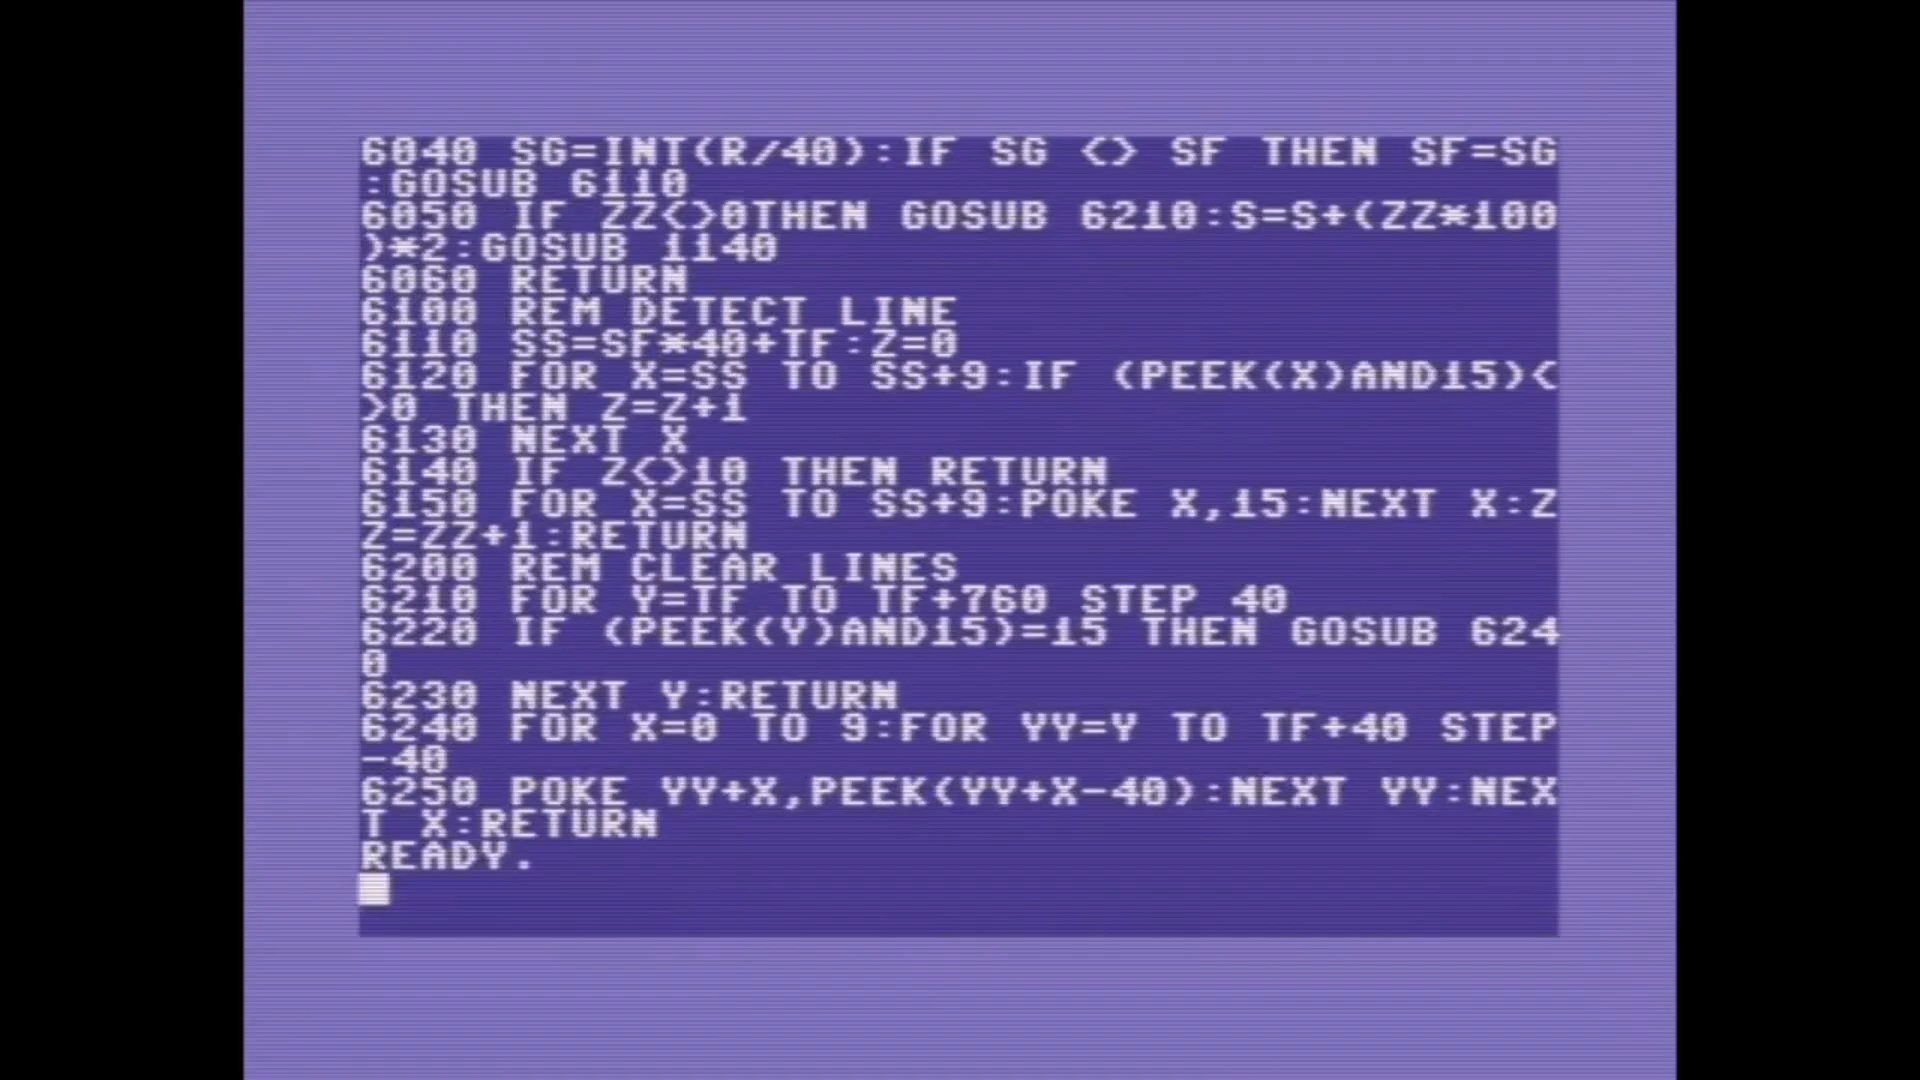 6040 SG=INT(R/40):IF SG <> SF THEN SF=SG
:GOSUB 6110
6050 IF ZZ<>0THEN GOSUB 6210:S=S+(ZZ*100
)*2:GOSUB 1140
6060 RETURN
6100 REM DETECT LINE
6110 SS=SF*40+TF:Z=0
6120 FOR X=SS TO SS+9:IF (PEEK(X)AND15)<
>0 THEN Z=Z+1
6130 NEXT X
6140 IF Z<>10 THEN RETURN
6150 FOR X=SS TO SS+9:POKE X,15:NEXT X:Z
Z=ZZ+1:RETURN
6200 REM CLEAR LINES
6210 FOR Y=TF TO TF+760 STEP 40
6220 IF (PEEK(Y)AND15)=15 THEN GOSUB 624
0
6230 NEXT Y:RETURN
6240 FOR X=0 TO 9:FOR YY=Y TO TF+40 STEP
-40
6250 POKE YY+X,PEEK(YY+X-40):NEXT YY:NEX
T X:RETURN
READY.